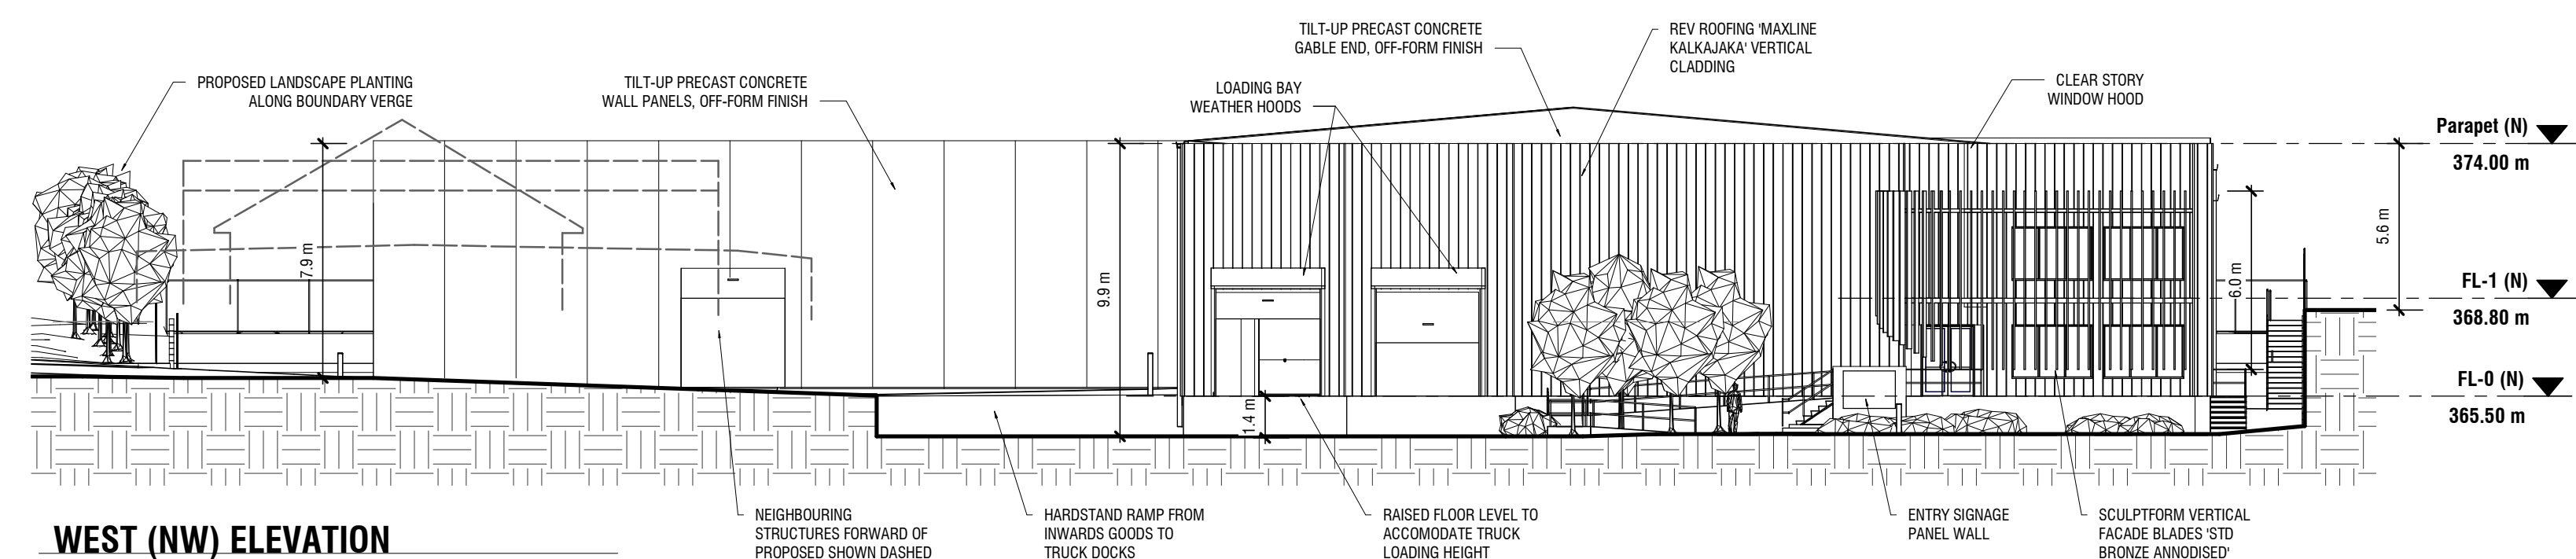 TILT-UP PRECAST CONCRETE
GABLE END, OFF-FORM FINISH
REV ROOFING 'MAXLINE
KALKAJAKA' VERTICAL
CLADDING
PROPOSED LANDSCAPE PLANTING
ALONG BOUNDARY VERGE
TILT-UP PRECAST CONCRETE
WALL PANELS, OFF-FORM FINISH
LOADING BAY
WEATHER HOODS
CLEAR STORY
WINDOW HOOD
Parapet (N)
374.00 m
5.6 m
7.9 m
9.9 m
6.0 m
FL-1 (N)
368.80 m
FL-0 (N)
365.50 m
1.4 m
NEIGHBOURING
STRUCTURES FORWARD OF
PROPOSED SHOWN DASHED
HARDSTAND RAMP FROM
INWARDS GOODS TO
TRUCK DOCKS
RAISED FLOOR LEVEL TO
ACCOMODATE TRUCK
LOADING HEIGHT
ENTRY SIGNAGE
PANEL WALL
SCULPTFORM VERTICAL
FACADE BLADES 'STD
BRONZE ANNODISED'
WEST (NW) ELEVATION